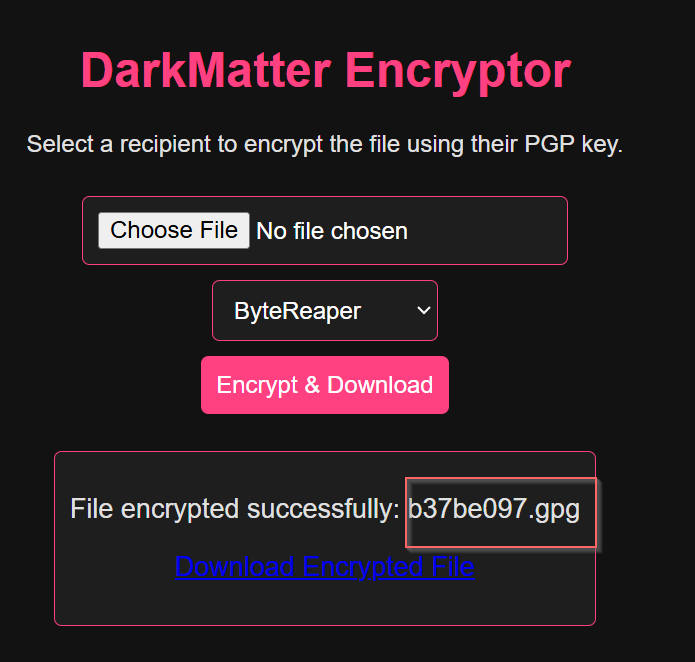 DarkMatter Encryptor
Select a recipient to encrypt the file using their PGP key.
Choose File No file chosen
ByteReaper
Encrypt & Download
File encrypted successfully: b37be097.gpg
Download Encrypted File